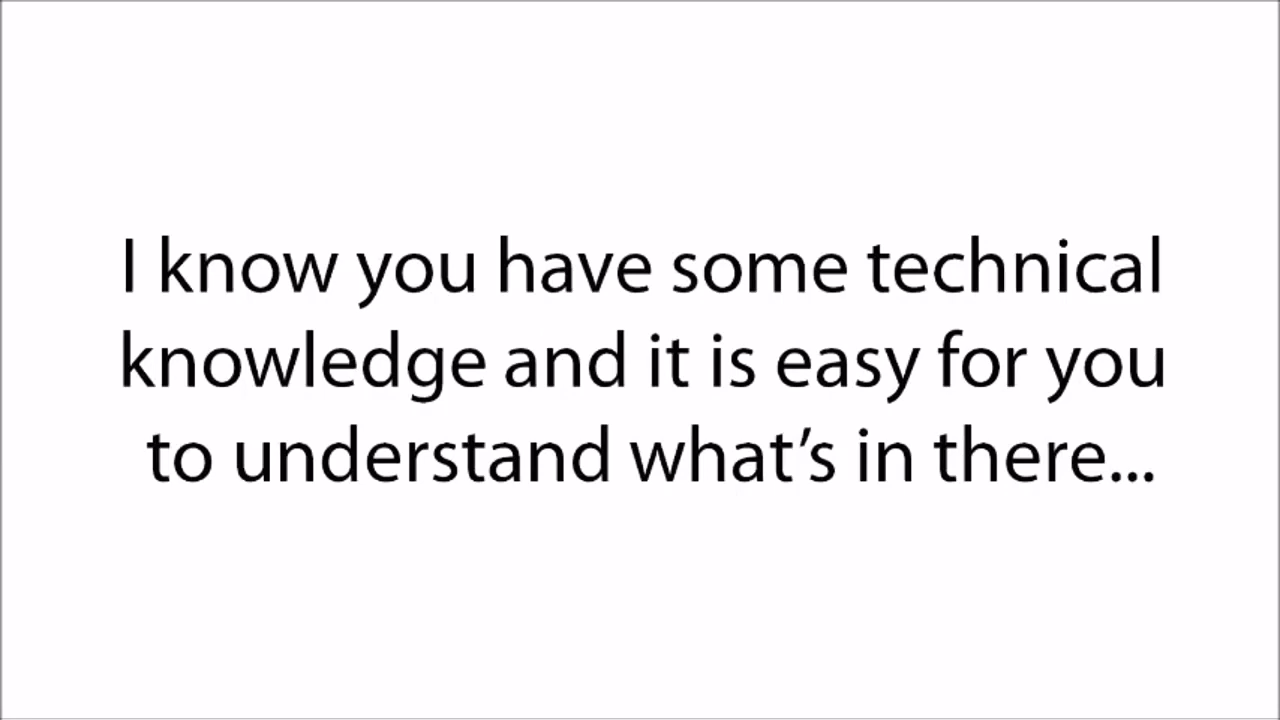 I know you have some technical
knowledge and it is easy for you
to understand what’s in there...